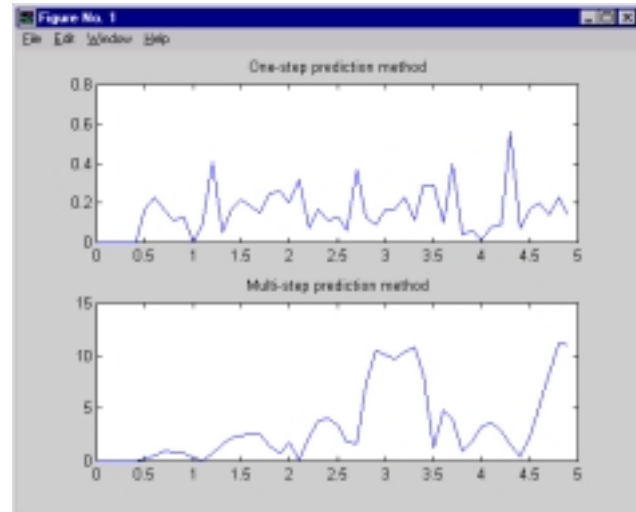 Figure No. 1
File Edit Window Help
One-step prediction method
0.8
0.6
0.4
0.2
0
0 0.5 1 1.5 2 2.5 3 3.5 4 4.5 5
Multi-step prediction method
15
10
5
0
0 0.5 1 1.5 2 2.5 3 3.5 4 4.5 5